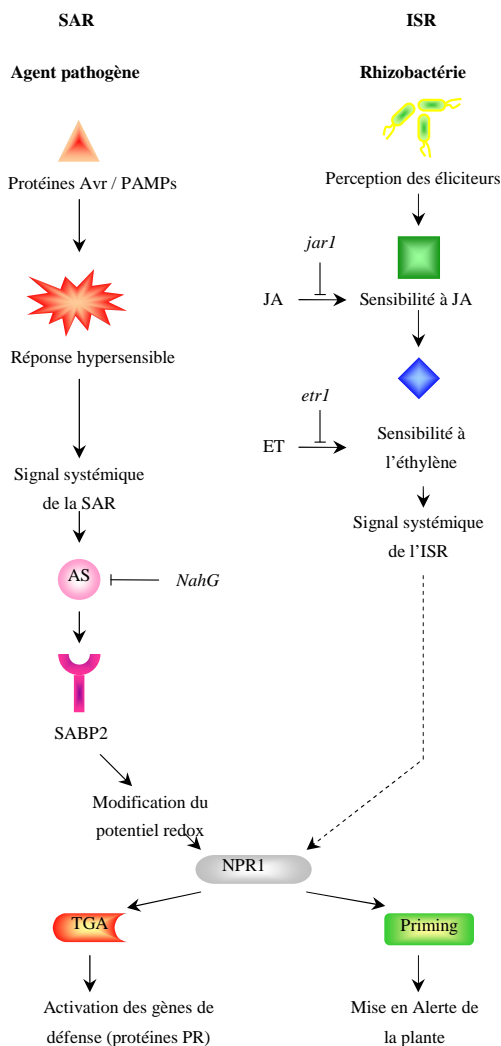 SAR
Agent pathogène
Protéines Avr / PAMPs
Réponse hypersensible
Signal systémique
de la SAR
AS
NahG
SABP2
Modification du
potentiel redox
ISR
Rhizobactérie
Perception des éliciteurs
jar1
JA
Sensibilité à JA
etr1
ET
Sensibilité à
l’éthylène
Signal systémique
de l’ISR
NPR1
TGA
Activation des gènes de
défense (protéines PR)
Priming
Mise en Alerte de
la plante